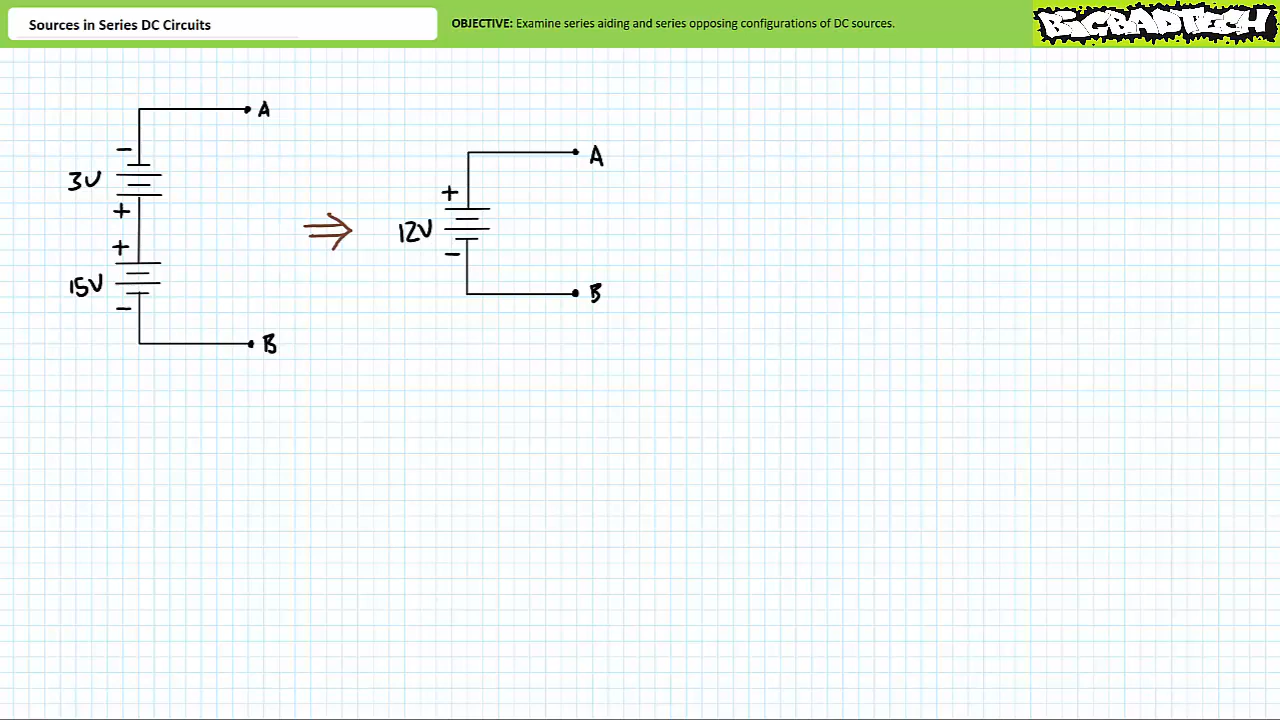 Sources in Series DC Circuits
OBJECTIVE: Examine series aiding and series opposing configurations of DC sources.
BIGBADTECH
A
−
3V
+
+
15V
−
B
A
+
12V
−
B